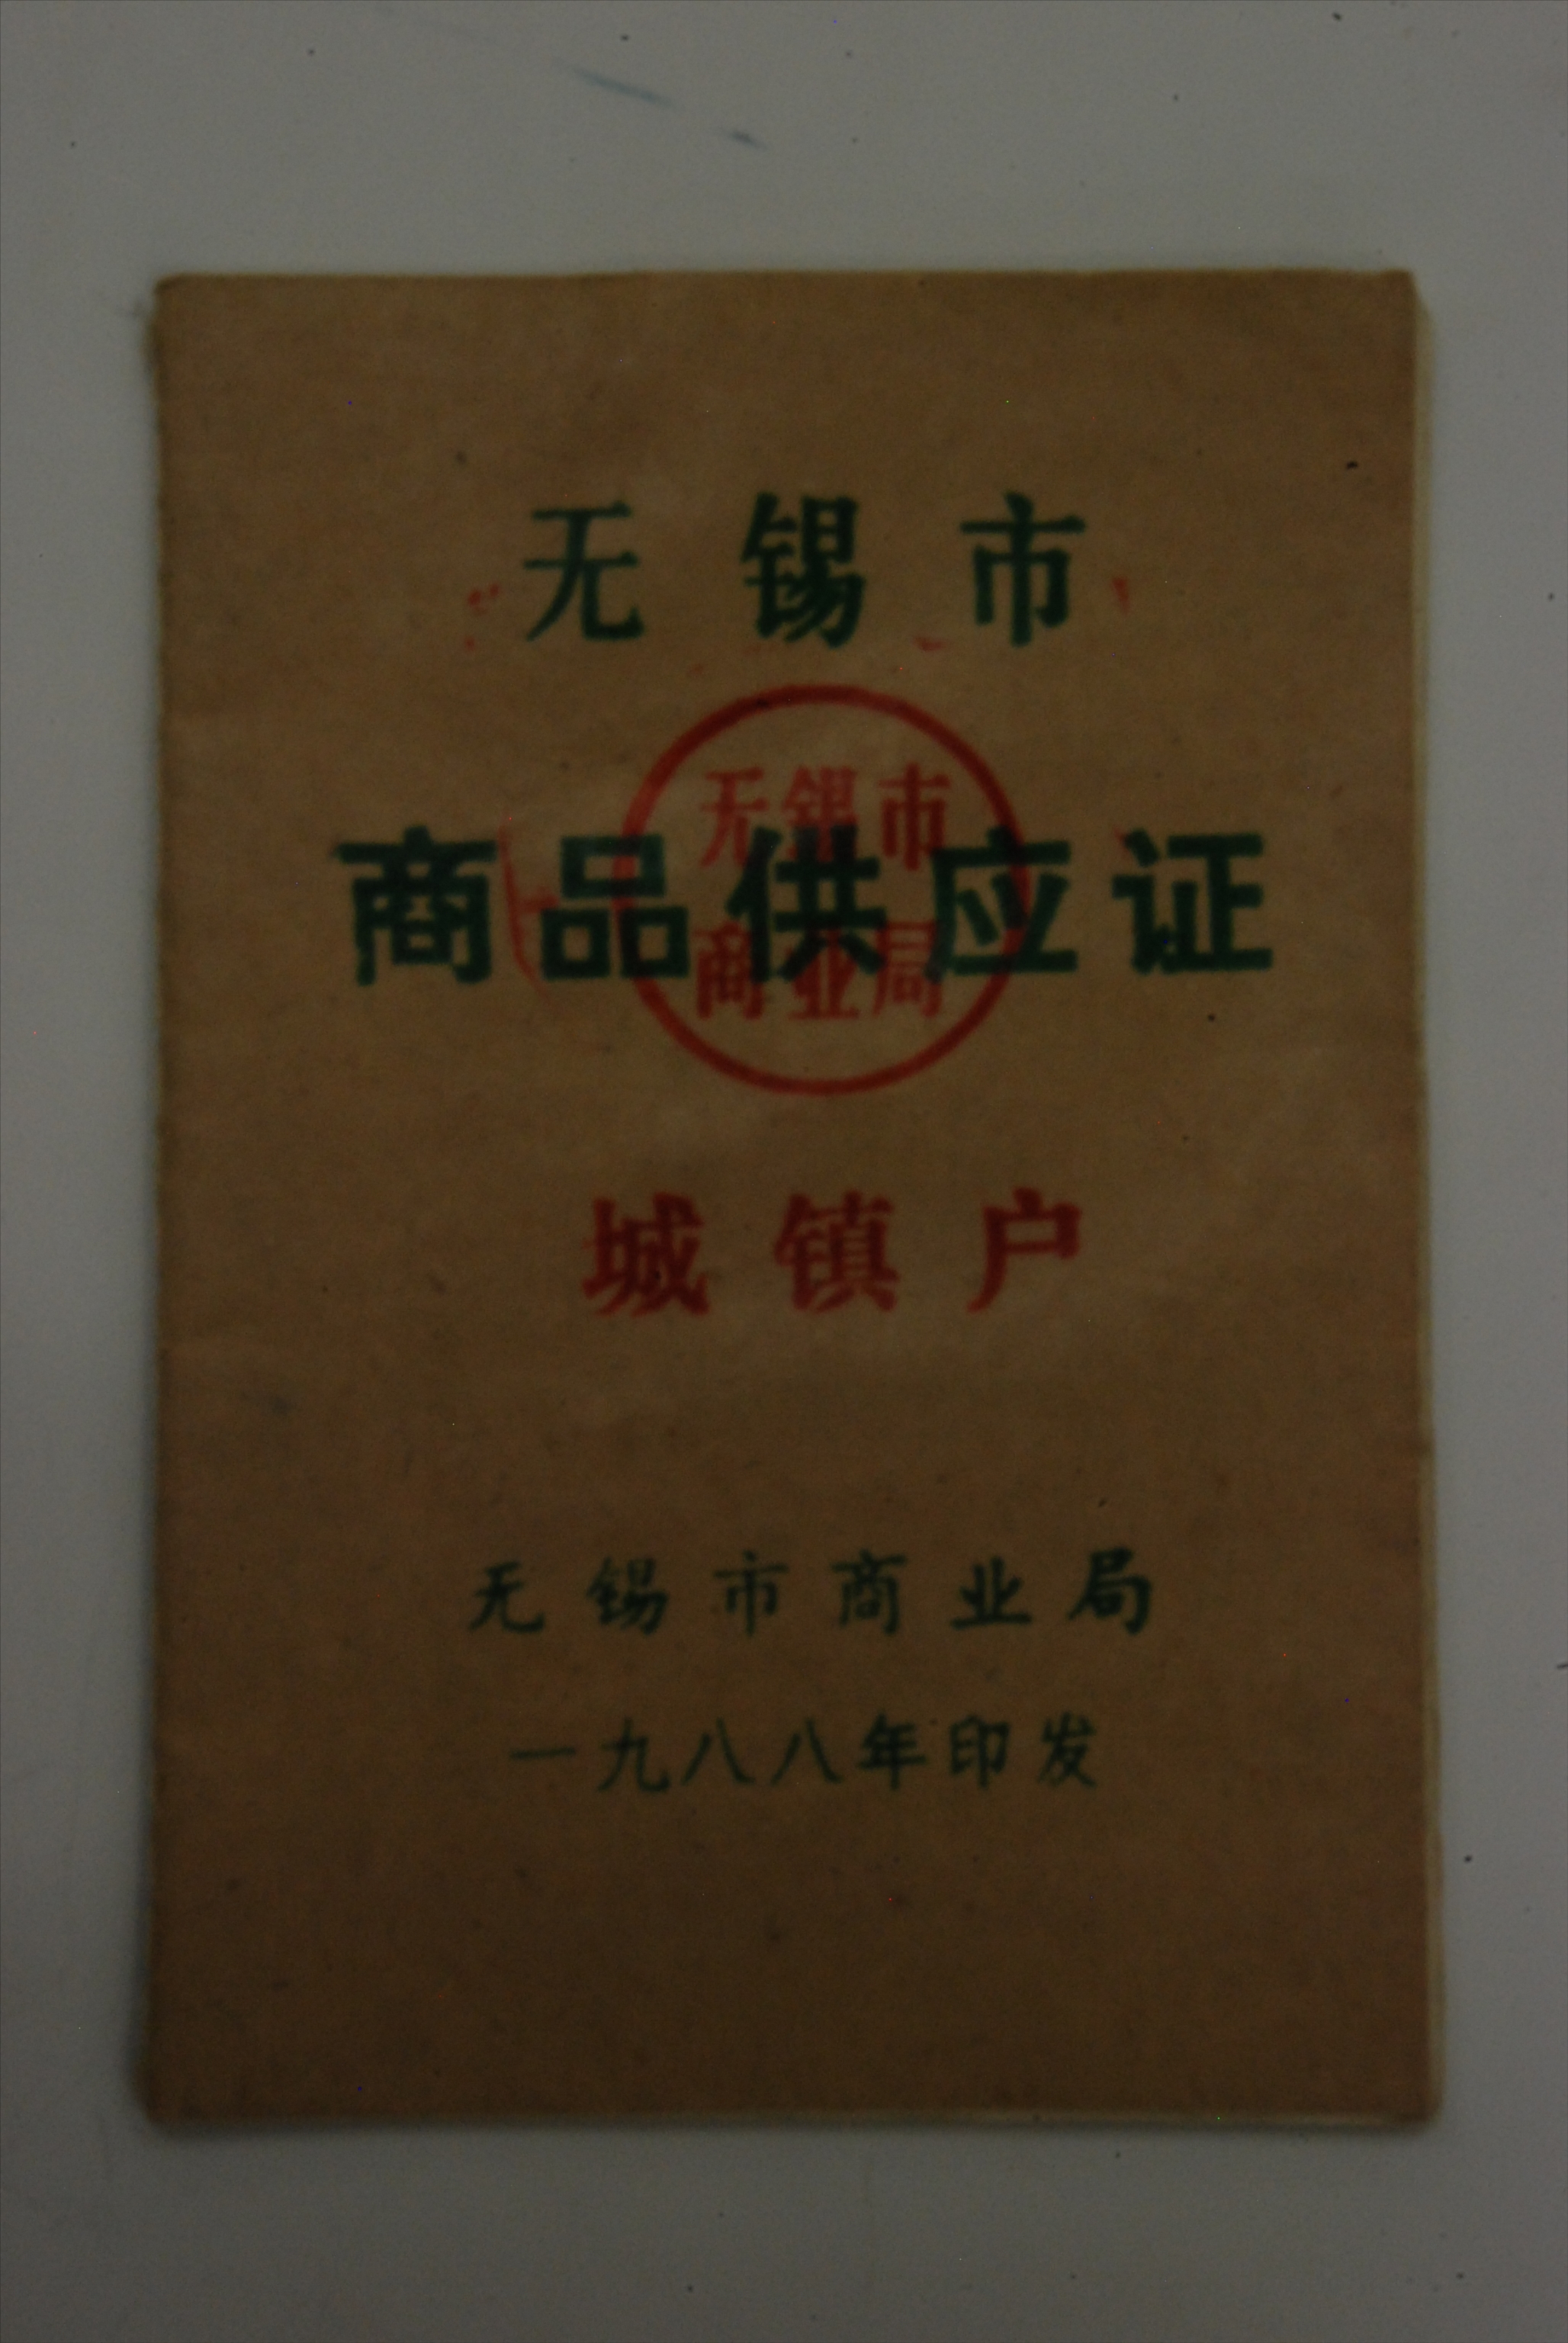 无锡市
无锡市
商品供应证
商业局
城镇户
无锡市商业局
一九八八年印发